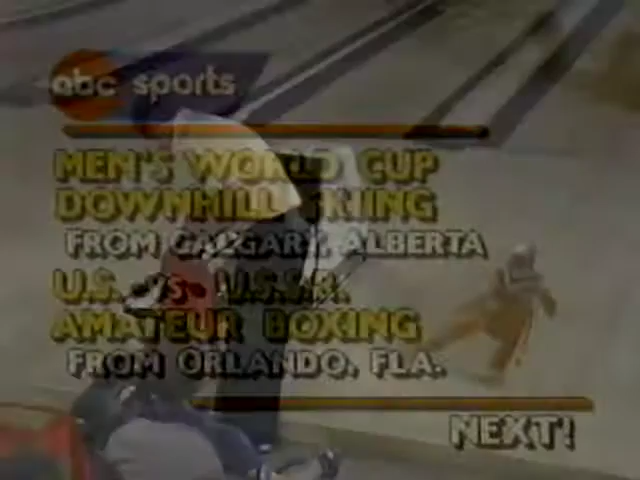 abc sports
MEN'S WORLD CUP
DOWNHILL SKIING
FROM CALGARY, ALBERTA
U.S. vs U.S.S.R.
AMATEUR BOXING
FROM ORLANDO, FLA.
NEXT!